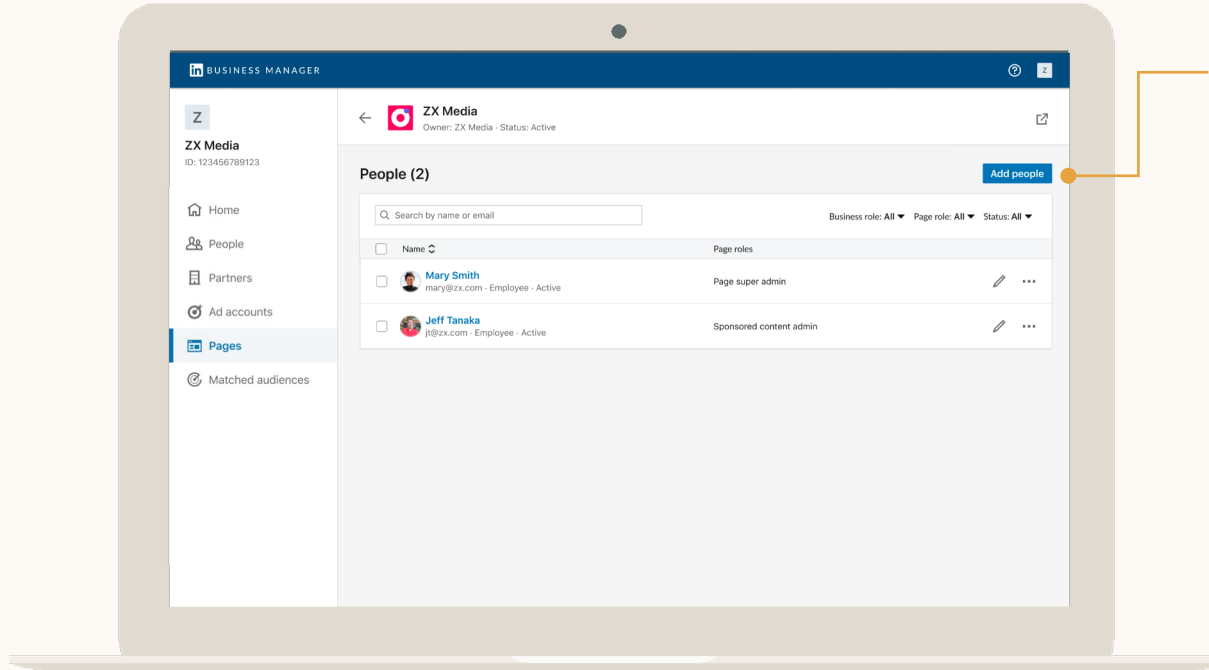 in BUSINESS MANAGER
Z
Z
ZX Media
ID: 123456789123
Home
People
Partners
Ad accounts
Pages
Matched audiences
ZX Media
Owner: ZX Media · Status: Active
People (2)
Add people
Search by name or email
Business role: All Page role: All Status: All
Name Page roles
Mary Smith
mary@zx.com · Employee · Active
Page super admin
Jeff Tanaka
jt@zx.com · Employee · Active
Sponsored content admin